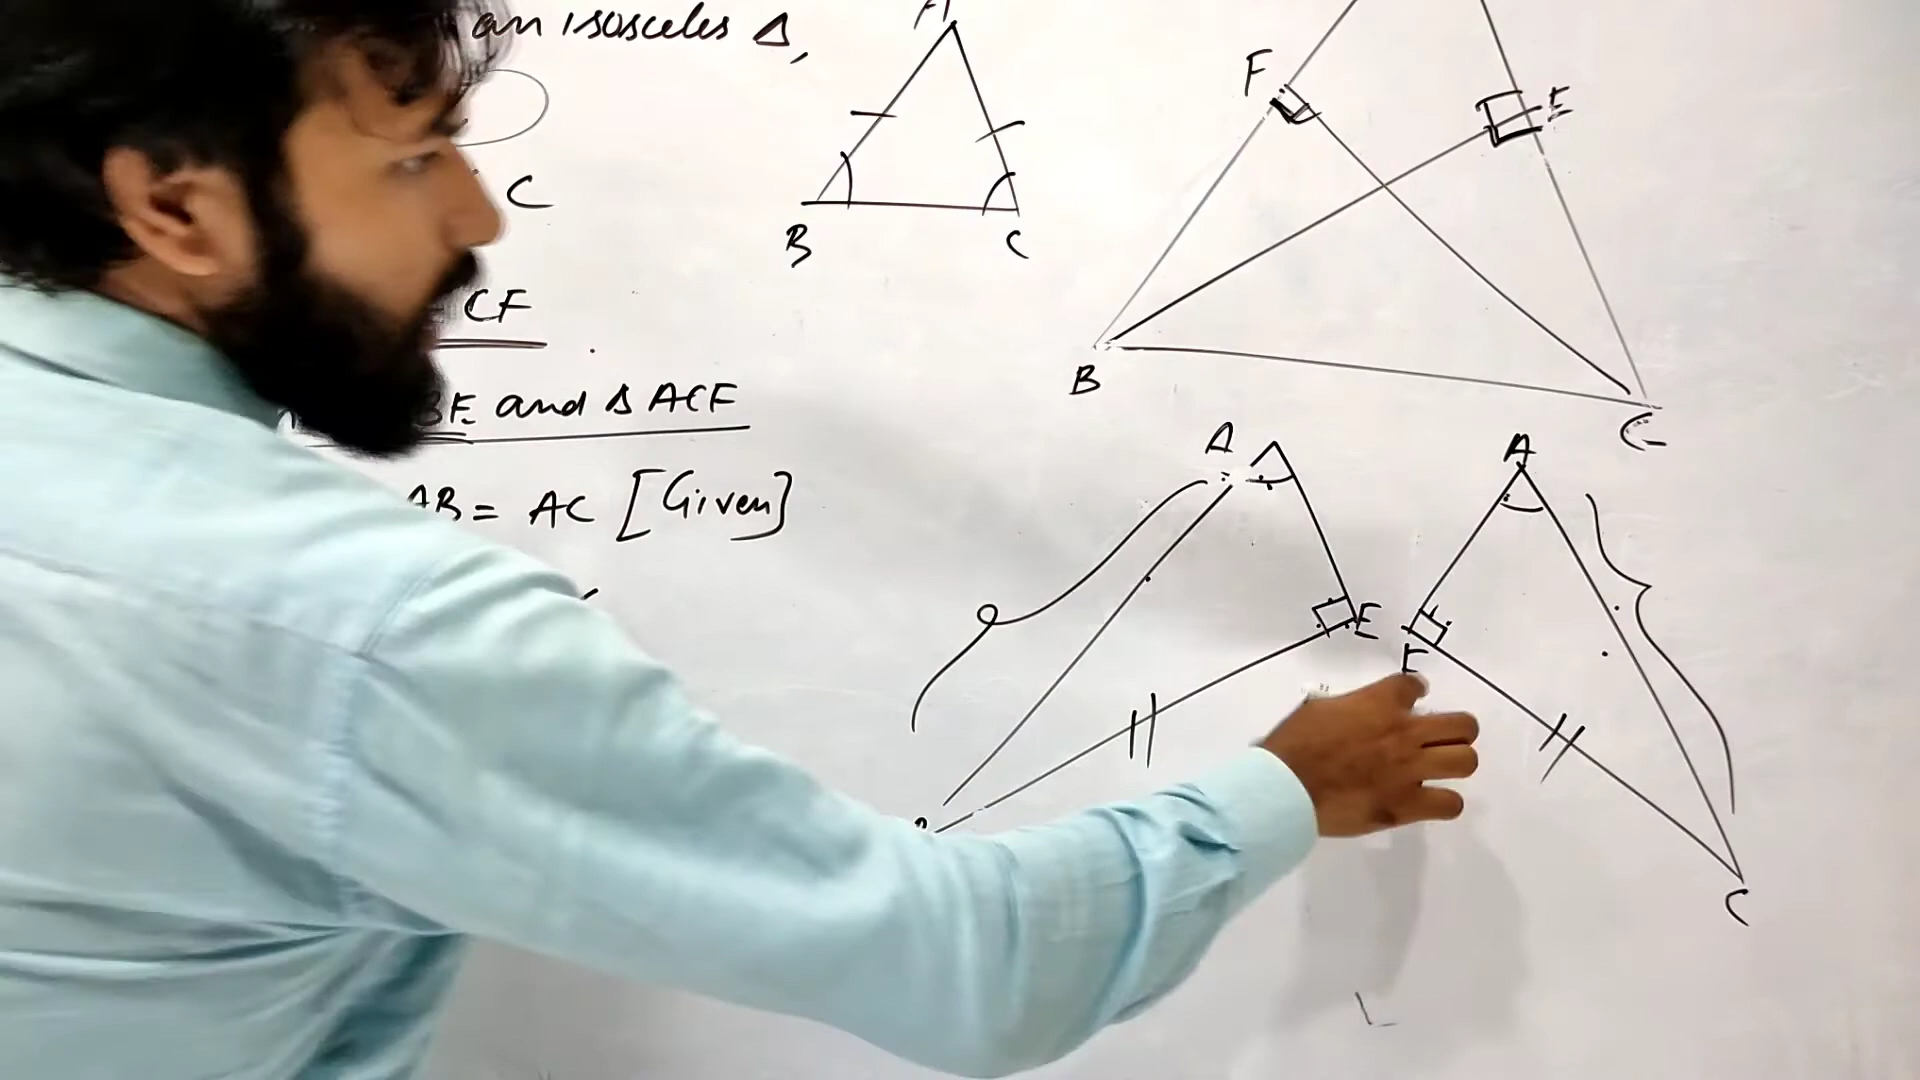 an isosceles Δ,
A
F
E
C
B
C
CF
B
C
BE and Δ ACF
AB = AC [Given]
A
A
E
F
C